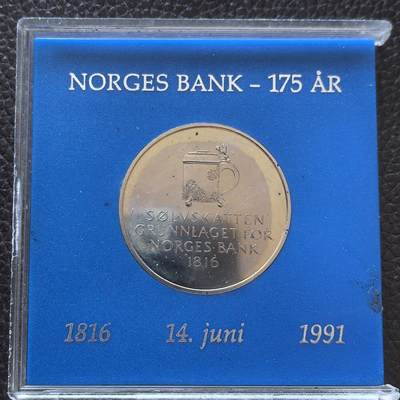 NORGES BANK – 175 ÅR
SØLVSKATTEN
GRUNNLAGET FOR
NORGES·BANK
1816
1816 14. juni 1991